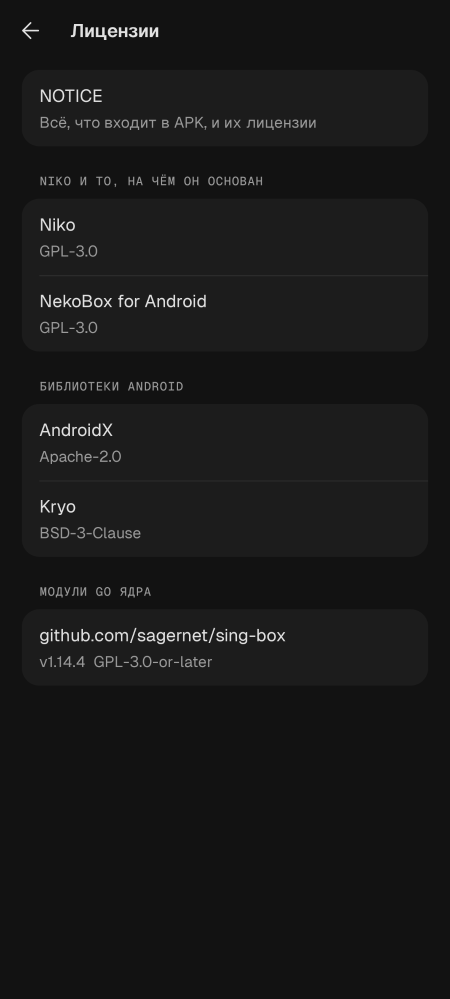 Лицензии
NOTICE
Всё, что входит в APK, и их лицензии
NIKO И ТО, НА ЧЁМ ОН ОСНОВАН
Niko
GPL-3.0
NekoBox for Android
GPL-3.0
БИБЛИОТЕКИ ANDROID
AndroidX
Apache-2.0
Kryo
BSD-3-Clause
МОДУЛИ GO ЯДРА
github.com/sagernet/sing-box
v1.14.4 GPL-3.0-or-later